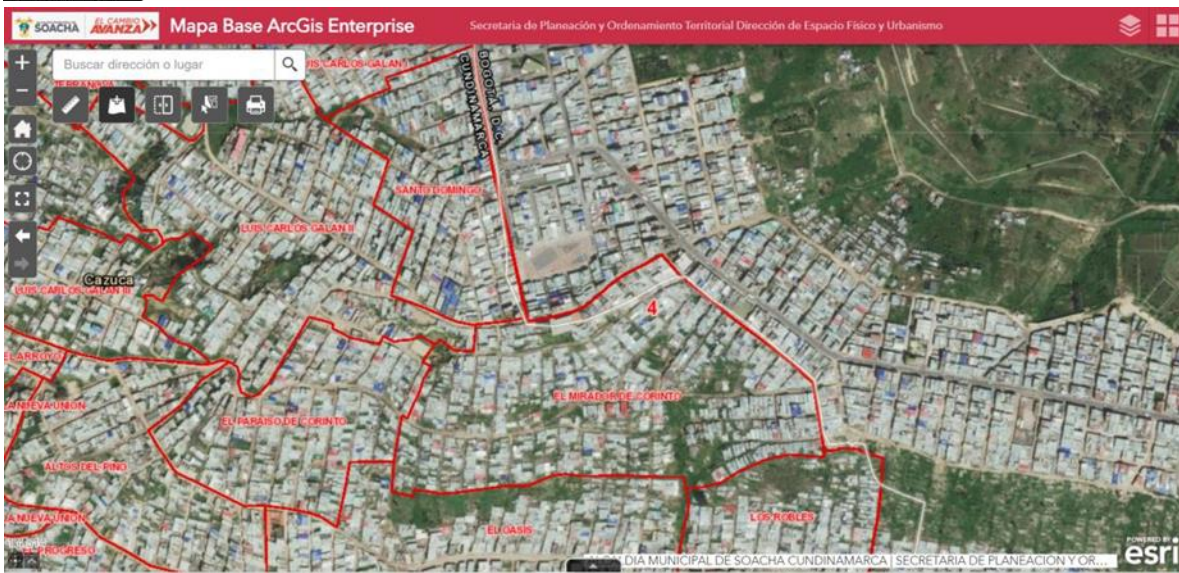 SOACHA EL CAMBIO AVANZA Mapa Base ArcGis Enterprise Secretaria de Planeación y Ordenamiento Territorial Dirección de Espacio Físico y Urbanismo
Buscar dirección o lugar
LUIS CARLOS GALAN I
TERRANOVA
BOGOTÁ, D.C.
CUNDINAMARCA
SANTO DOMINGO
LUIS CARLOS GALAN II
Cazuca
LUIS CARLOS GALAN III
4
EL ARROYO
EL MIRADOR DE CORINTO
LA NUEVA UNION
EL PARAISO DE CORINTO
ALTOS DEL PINO
LA NUEVA UNION
EL OASIS
LOS ROBLES
EL PROGRESO
DIA MUNICIPAL DE SOACHA CUNDINAMARCA | SECRETARIA DE PLANEACION Y OR...
POWERED BY
esri